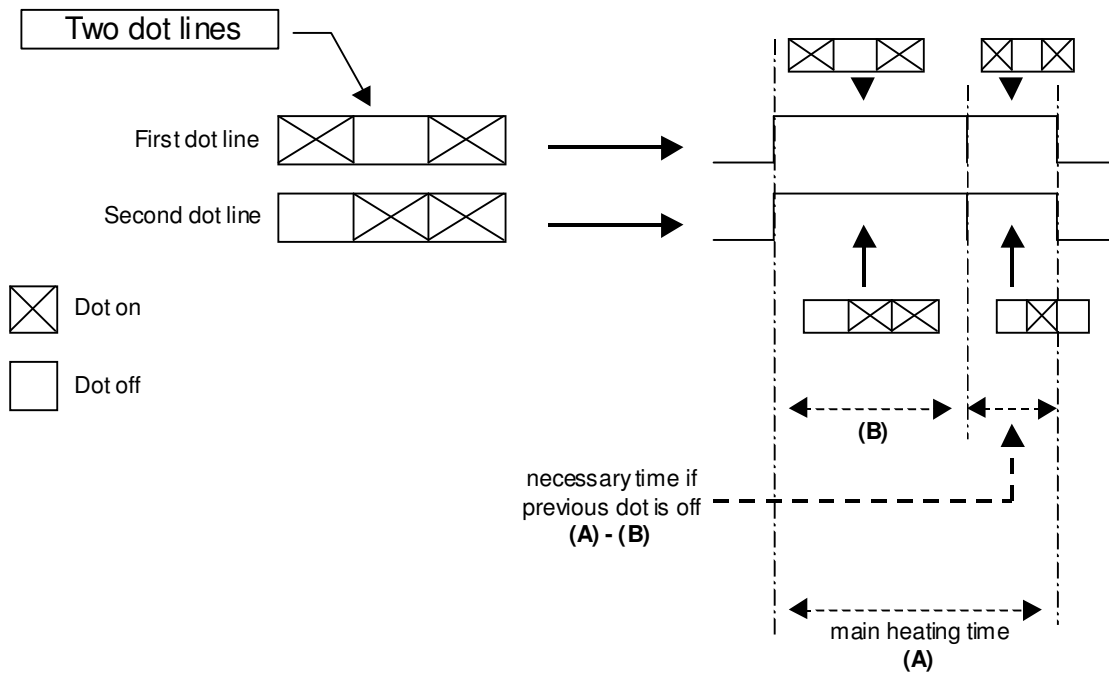 Two dot lines
First dot line
Second dot line
Dot on
Dot off
(B)
necessary time if
previous dot is off
(A) - (B)
main heating time
(A)